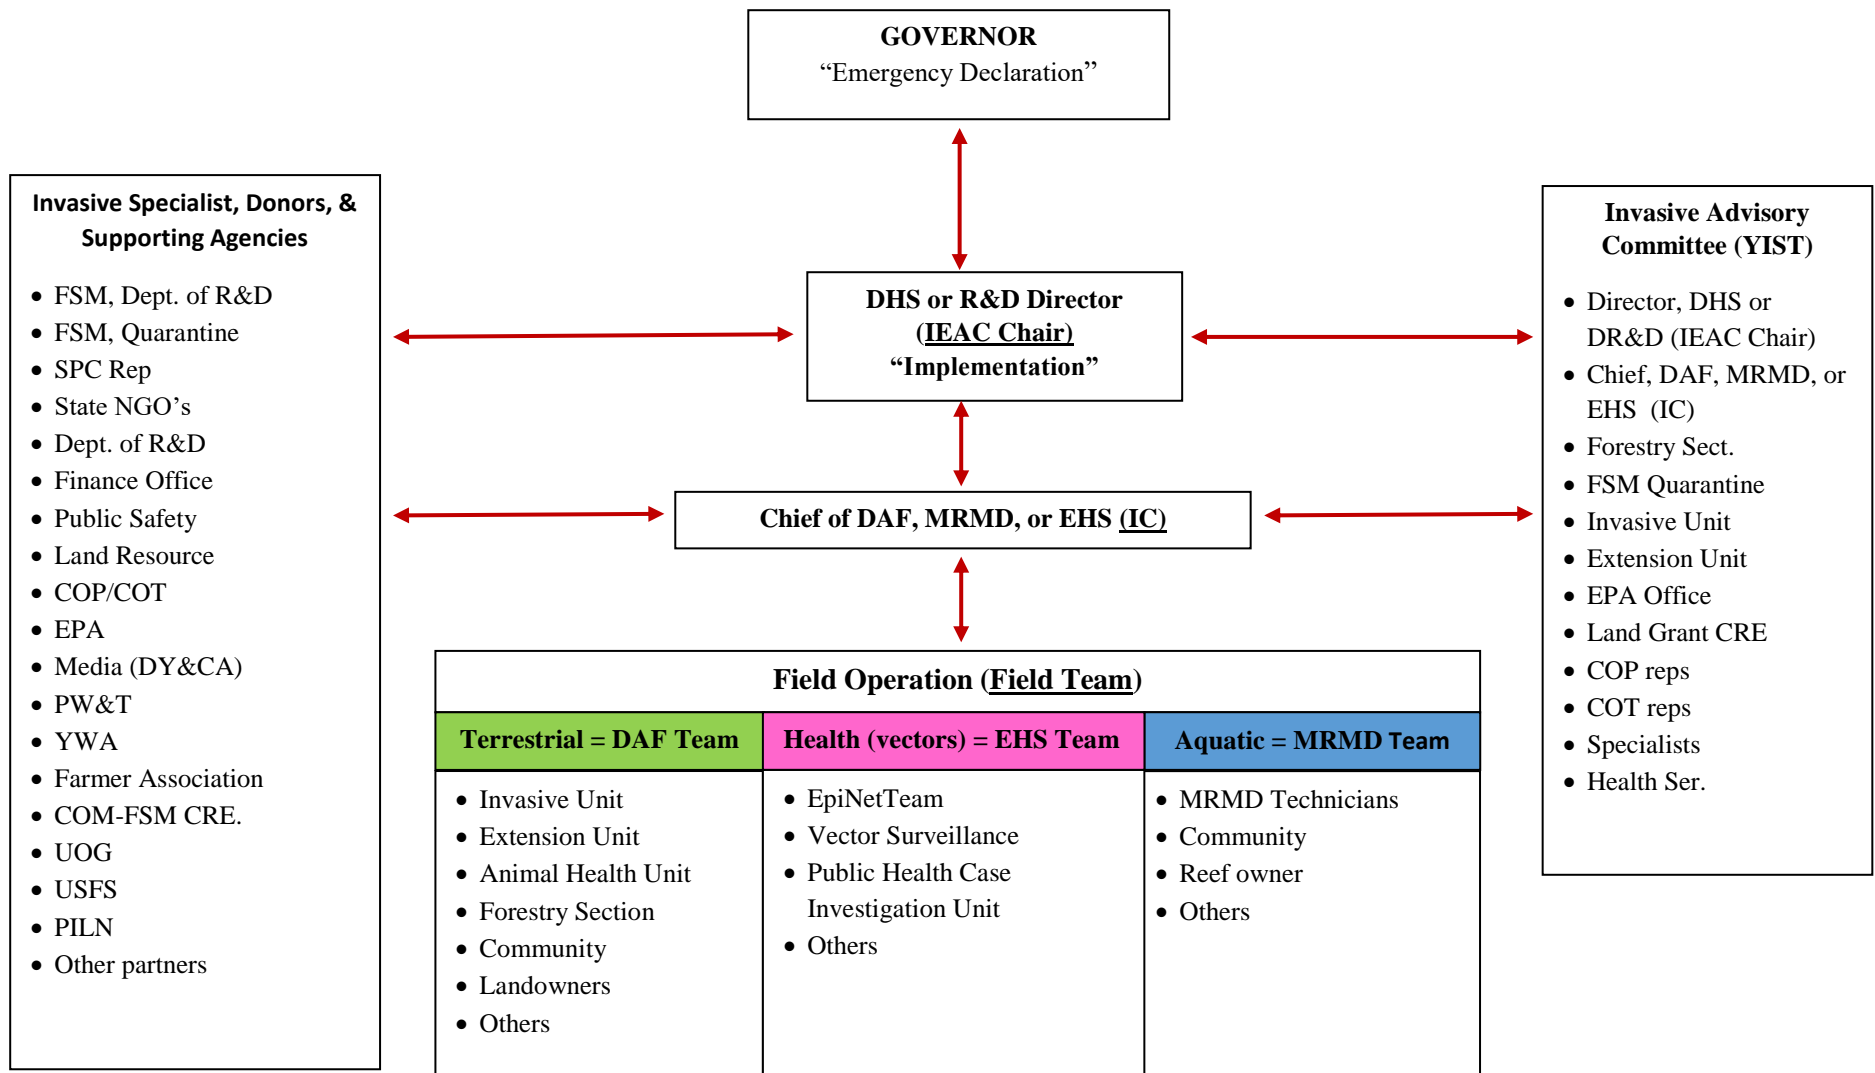 GOVERNOR
“Emergency Declaration”
Invasive Specialist, Donors, &
Supporting Agencies
• FSM, Dept. of R&D
• FSM, Quarantine
• SPC Rep
• State NGO’s
• Dept. of R&D
• Finance Office
• Public Safety
• Land Resource
• COP/COT
• EPA
• Media (DY&CA)
• PW&T
• YWA
• Farmer Association
• COM-FSM CRE.
• UOG
• USFS
• PILN
• Other partners
DHS or R&D Director
(IEAC Chair)
“Implementation”
Chief of DAF, MRMD, or EHS (IC)
Invasive Advisory
Committee (YIST)
• Director, DHS or
DR&D (IEAC Chair)
• Chief, DAF, MRMD, or
EHS (IC)
• Forestry Sect.
• FSM Quarantine
• Invasive Unit
• Extension Unit
• EPA Office
• Land Grant CRE
• COP reps
• COT reps
• Specialists
• Health Ser.
Field Operation (Field Team)
Terrestrial = DAF Team
• Invasive Unit
• Extension Unit
• Animal Health Unit
• Forestry Section
• Community
• Landowners
• Others
Health (vectors) = EHS Team
• EpiNetTeam
• Vector Surveillance
• Public Health Case
Investigation Unit
• Others
Aquatic = MRMD Team
• MRMD Technicians
• Community
• Reef owner
• Others